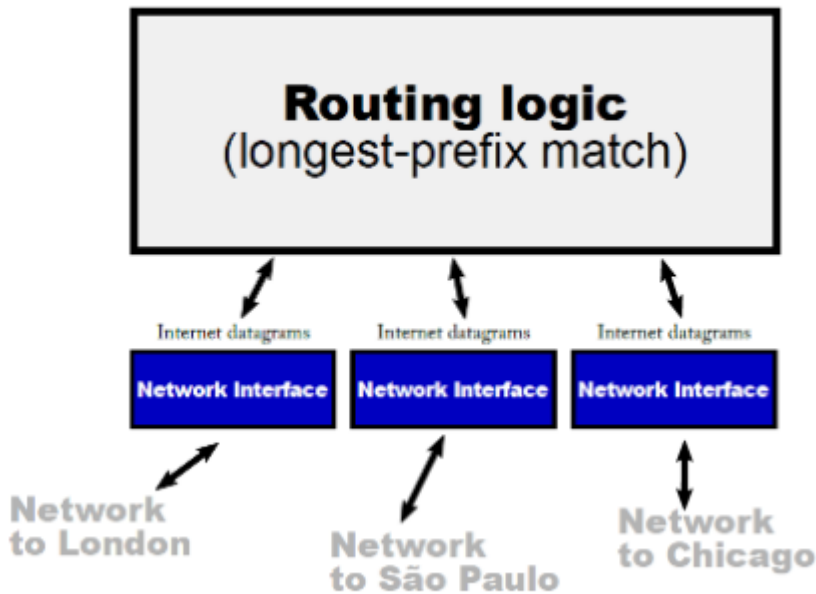 Routing logic
(longest-prefix match)
Internet datagrams
Internet datagrams
Internet datagrams
Network Interface
Network Interface
Network Interface
Network
to London
Network
to São Paulo
Network
to Chicago